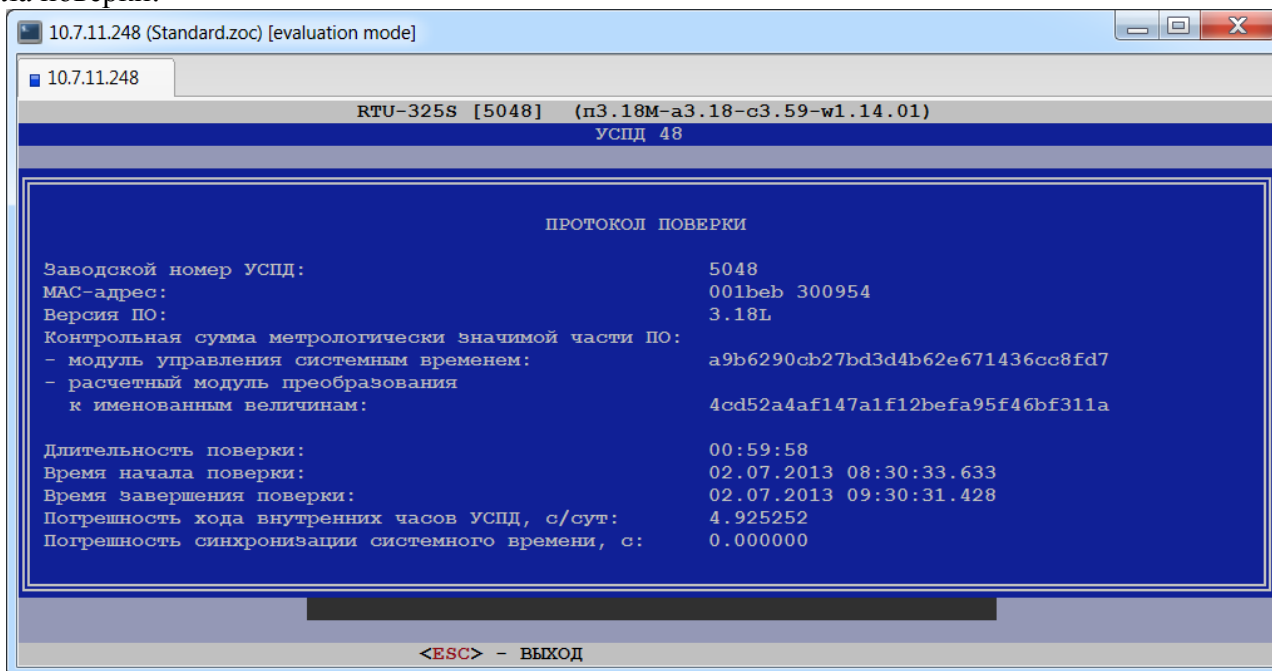 10.7.11.248 (Standard.zoc) [evaluation mode]
10.7.11.248
RTU-325S [5048] (п3.18М-а3.18-с3.59-w1.14.01)
УСПД 48
ПРОТОКОЛ ПОВЕРКИ
Заводской номер УСПД: 5048
МАС-адрес: 001beb 300954
Версия ПО: 3.18L
Контрольная сумма метрологически значимой части ПО:
- модуль управления системным временем: a9b6290cb27bd3d4b62e671436cc8fd7
- расчетный модуль преобразования
к именованным величинам: 4cd52a4af147a1f12befa95f46bf311a
Длительность поверки: 00:59:58
Время начала поверки: 02.07.2013 08:30:33.633
Время завершения поверки: 02.07.2013 09:30:31.428
Погрешность хода внутренних часов УСПД, с/сут: 4.925252
Погрешность синхронизации системного времени, с: 0.000000
<ESC> - ВЫХОД